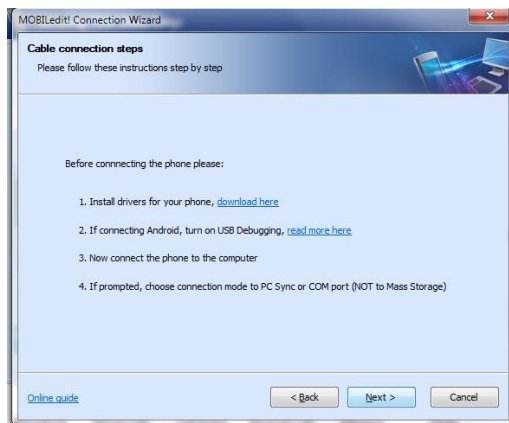 MOBILedit! Connection Wizard
Cable connection steps
Please follow these instructions step by step
Before connnecting the phone please:
1. Install drivers for your phone, download here
2. If connecting Android, turn on USB Debugging, read more here
3. Now connect the phone to the computer
4. If prompted, choose connection mode to PC Sync or COM port (NOT to Mass Storage)
Online guide
< Back
Next >
Cancel